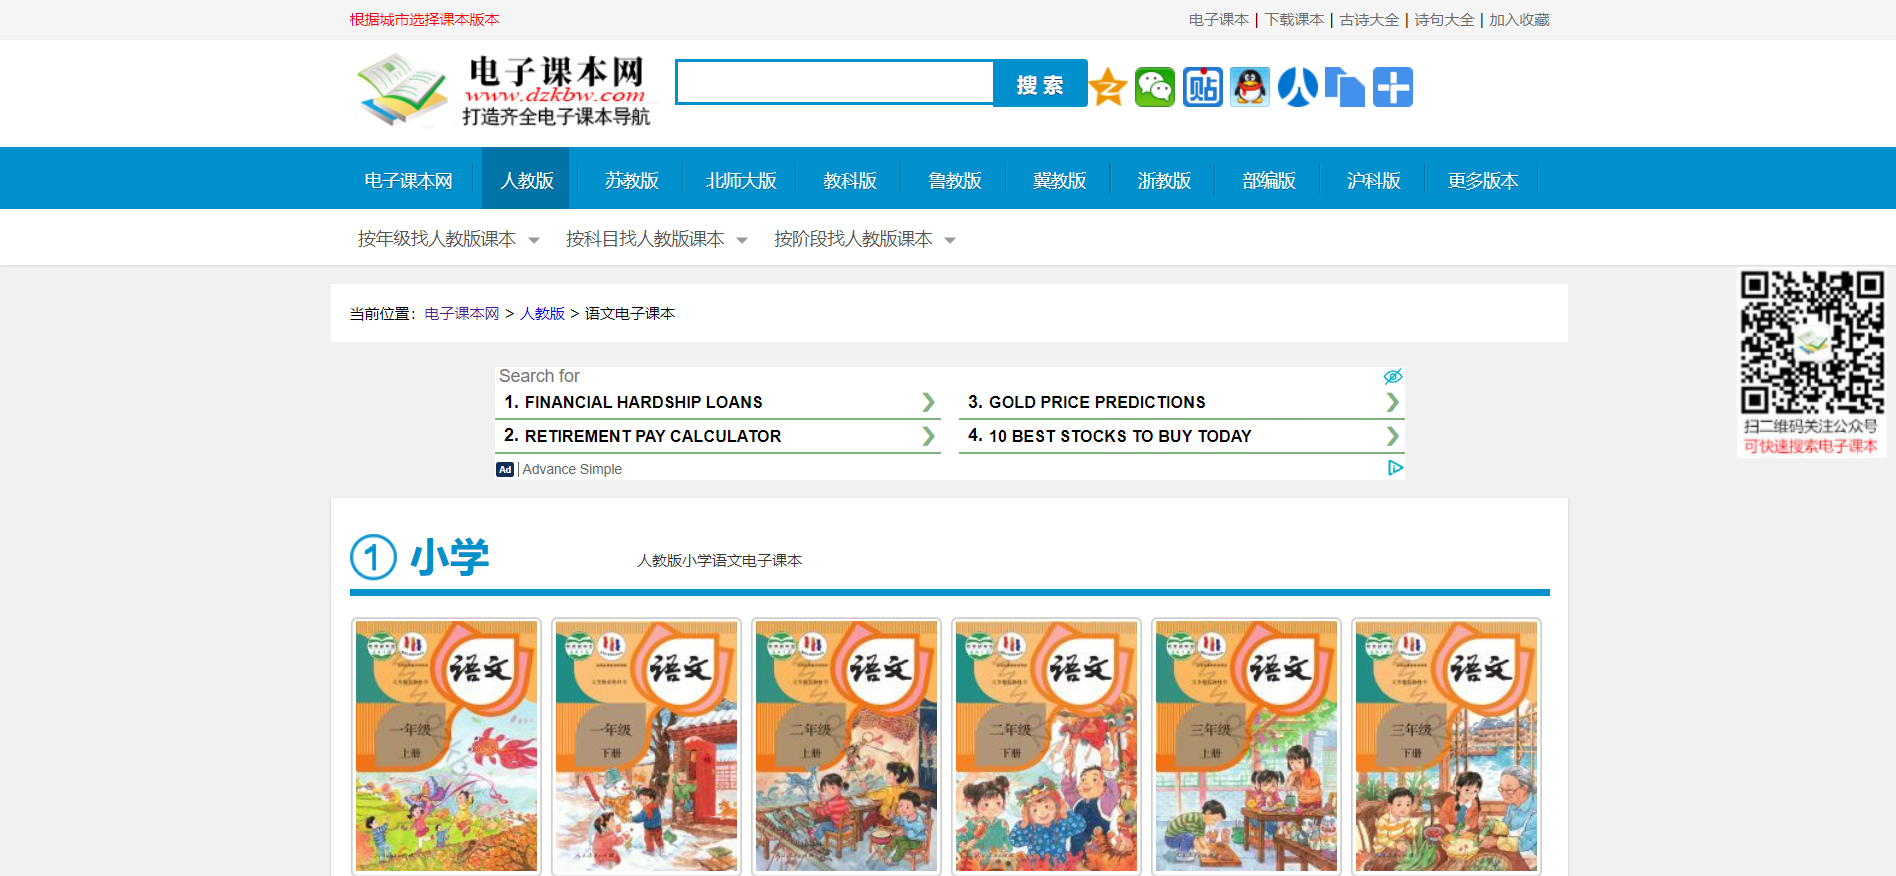 根据城市选择课本版本
电子课本 | 下载课本 | 古诗大全 | 诗句大全 | 加入收藏
电子课本网
www.dzkbw.com
打造齐全电子课本导航
搜 索
贴
电子课本网 人教版 苏教版 北师大版 教科版 鲁教版 冀教版 浙教版 部编版 沪科版 更多版本
按年级找人教版课本 按科目找人教版课本 按阶段找人教版课本
当前位置：电子课本网 > 人教版 > 语文电子课本
扫二维码关注公众号
可快速搜索电子课本
Search for
1. FINANCIAL HARDSHIP LOANS
2. RETIREMENT PAY CALCULATOR
3. GOLD PRICE PREDICTIONS
4. 10 BEST STOCKS TO BUY TODAY
Ad | Advance Simple
1 小学
人教版小学语文电子课本
语文
一年级
上册
语文
一年级
下册
语文
二年级
上册
语文
二年级
下册
语文
三年级
上册
语文
三年级
下册